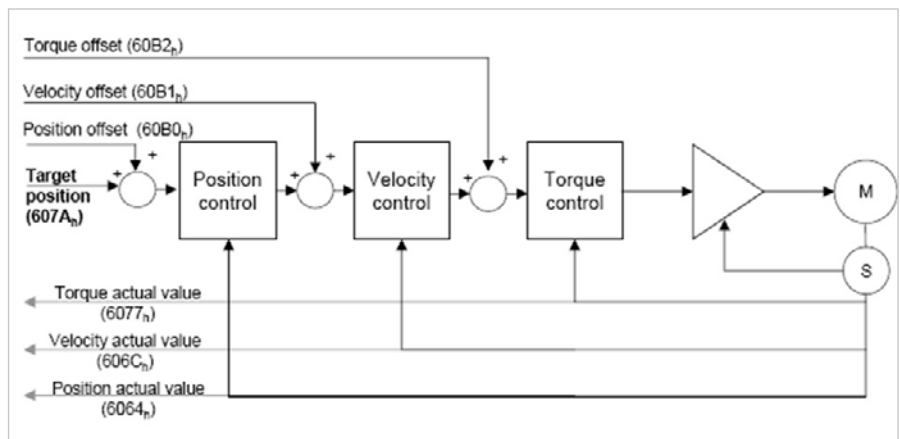 Torque offset (60B2h)
Velocity offset (60B1h)
Position offset (60B0h)
+
+
+
+
+
+
Target
position
(607Ah)
Position
control
Velocity
control
Torque
control
M
S
Torque actual value
(6077h)
Velocity actual value
(606Ch)
Position actual value
(6064h)